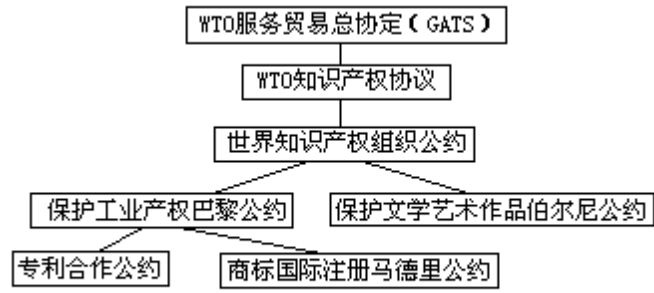 WTO服务贸易总协定(GATS)
WTO知识产权协议
世界知识产权组织公约
保护工业产权巴黎公约
保护文学艺术作品伯尔尼公约
专利合作公约
商标国际注册马德里公约